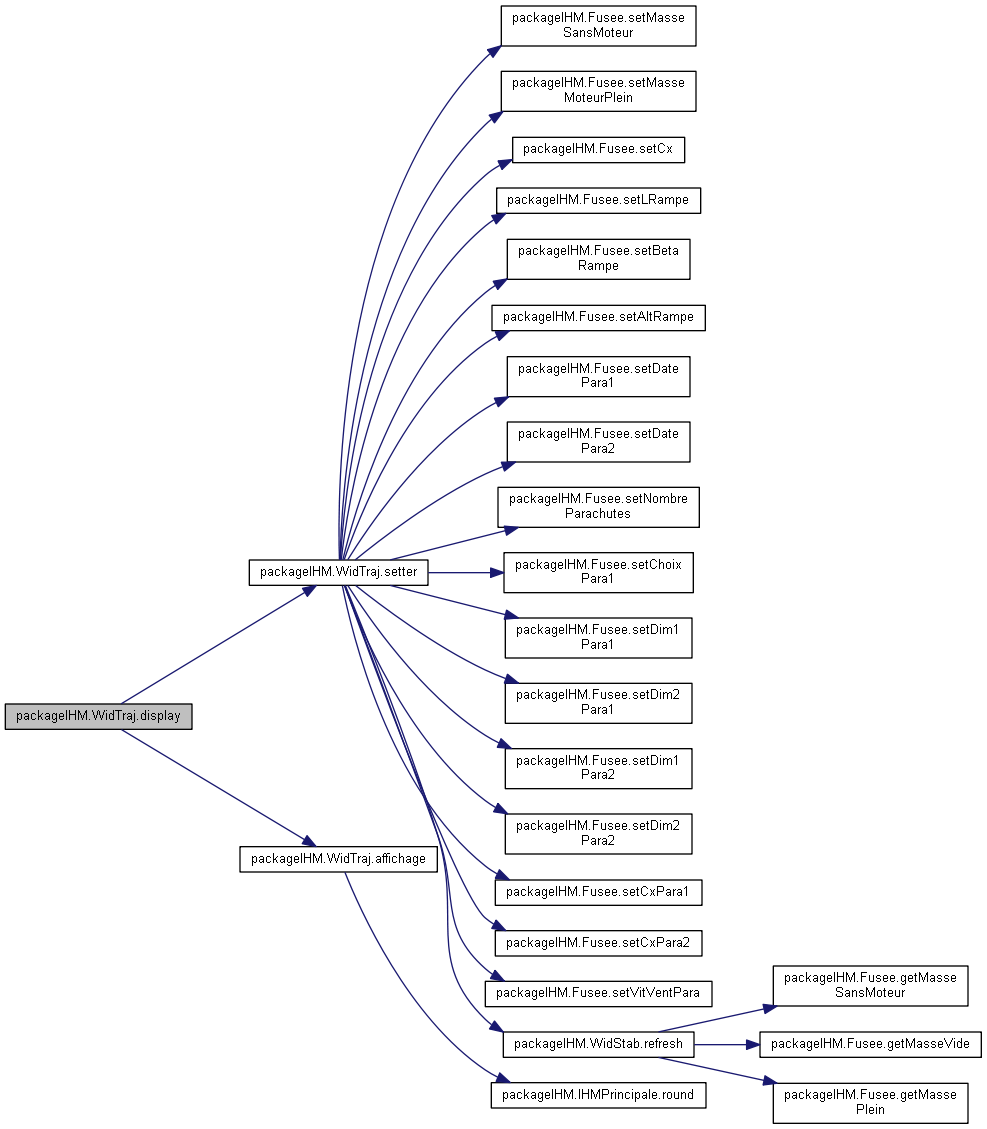 packageIHM.Fusee.setMasse
SansMoteur
packageIHM.Fusee.setMasse
MoteurPlein
packageIHM.Fusee.setCx
packageIHM.Fusee.setLRampe
packageIHM.Fusee.setBeta
Rampe
packageIHM.Fusee.setAltRampe
packageIHM.Fusee.setDate
Para1
packageIHM.Fusee.setDate
Para2
packageIHM.Fusee.setNombre
Parachutes
packageIHM.WidTraj.setter
packageIHM.Fusee.setChoix
Para1
packageIHM.Fusee.setDim1
Para1
packageIHM.Fusee.setDim2
Para1
packageIHM.WidTraj.display
packageIHM.Fusee.setDim1
Para2
packageIHM.Fusee.setDim2
Para2
packageIHM.WidTraj.affichage
packageIHM.Fusee.setCxPara1
packageIHM.Fusee.setCxPara2
packageIHM.Fusee.setVitVentPara
packageIHM.Fusee.getMasse
SansMoteur
packageIHM.WidStab.refresh
packageIHM.Fusee.getMasseVide
packageIHM.IHMPrincipale.round
packageIHM.Fusee.getMasse
Plein